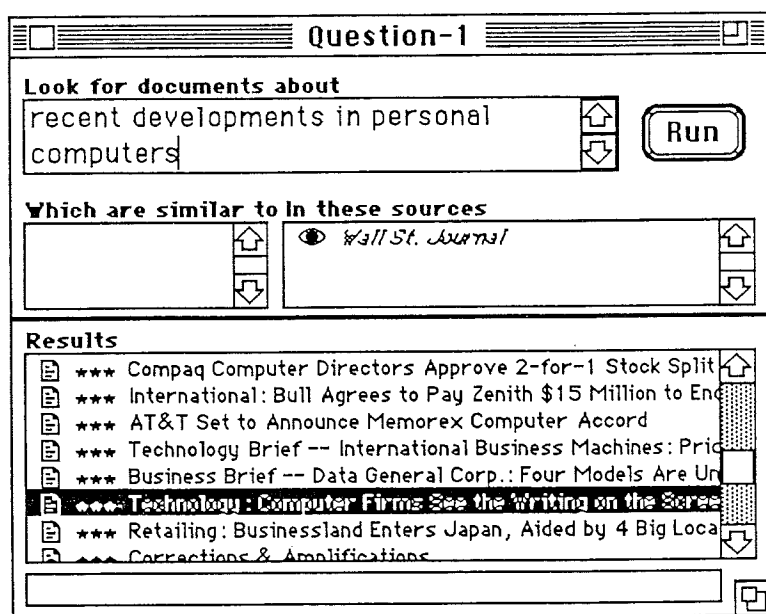 Question-1
Look for documents about
recent developments in personal
computers
Run
Which are similar to In these sources
Wall St. Journal
Results
*** Compaq Computer Directors Approve 2-for-1 Stock Split
*** International: Bull Agrees to Pay Zenith $15 Million to En
*** AT&T Set to Announce Memorex Computer Accord
*** Technology Brief -- International Business Machines: Pric
*** Business Brief -- Data General Corp.: Four Models Are Un
*** Technology: Computer Firms See the Writing on the Scree
*** Retailing: Businessland Enters Japan, Aided by 4 Big Loca
*** Corrections & Amplifications